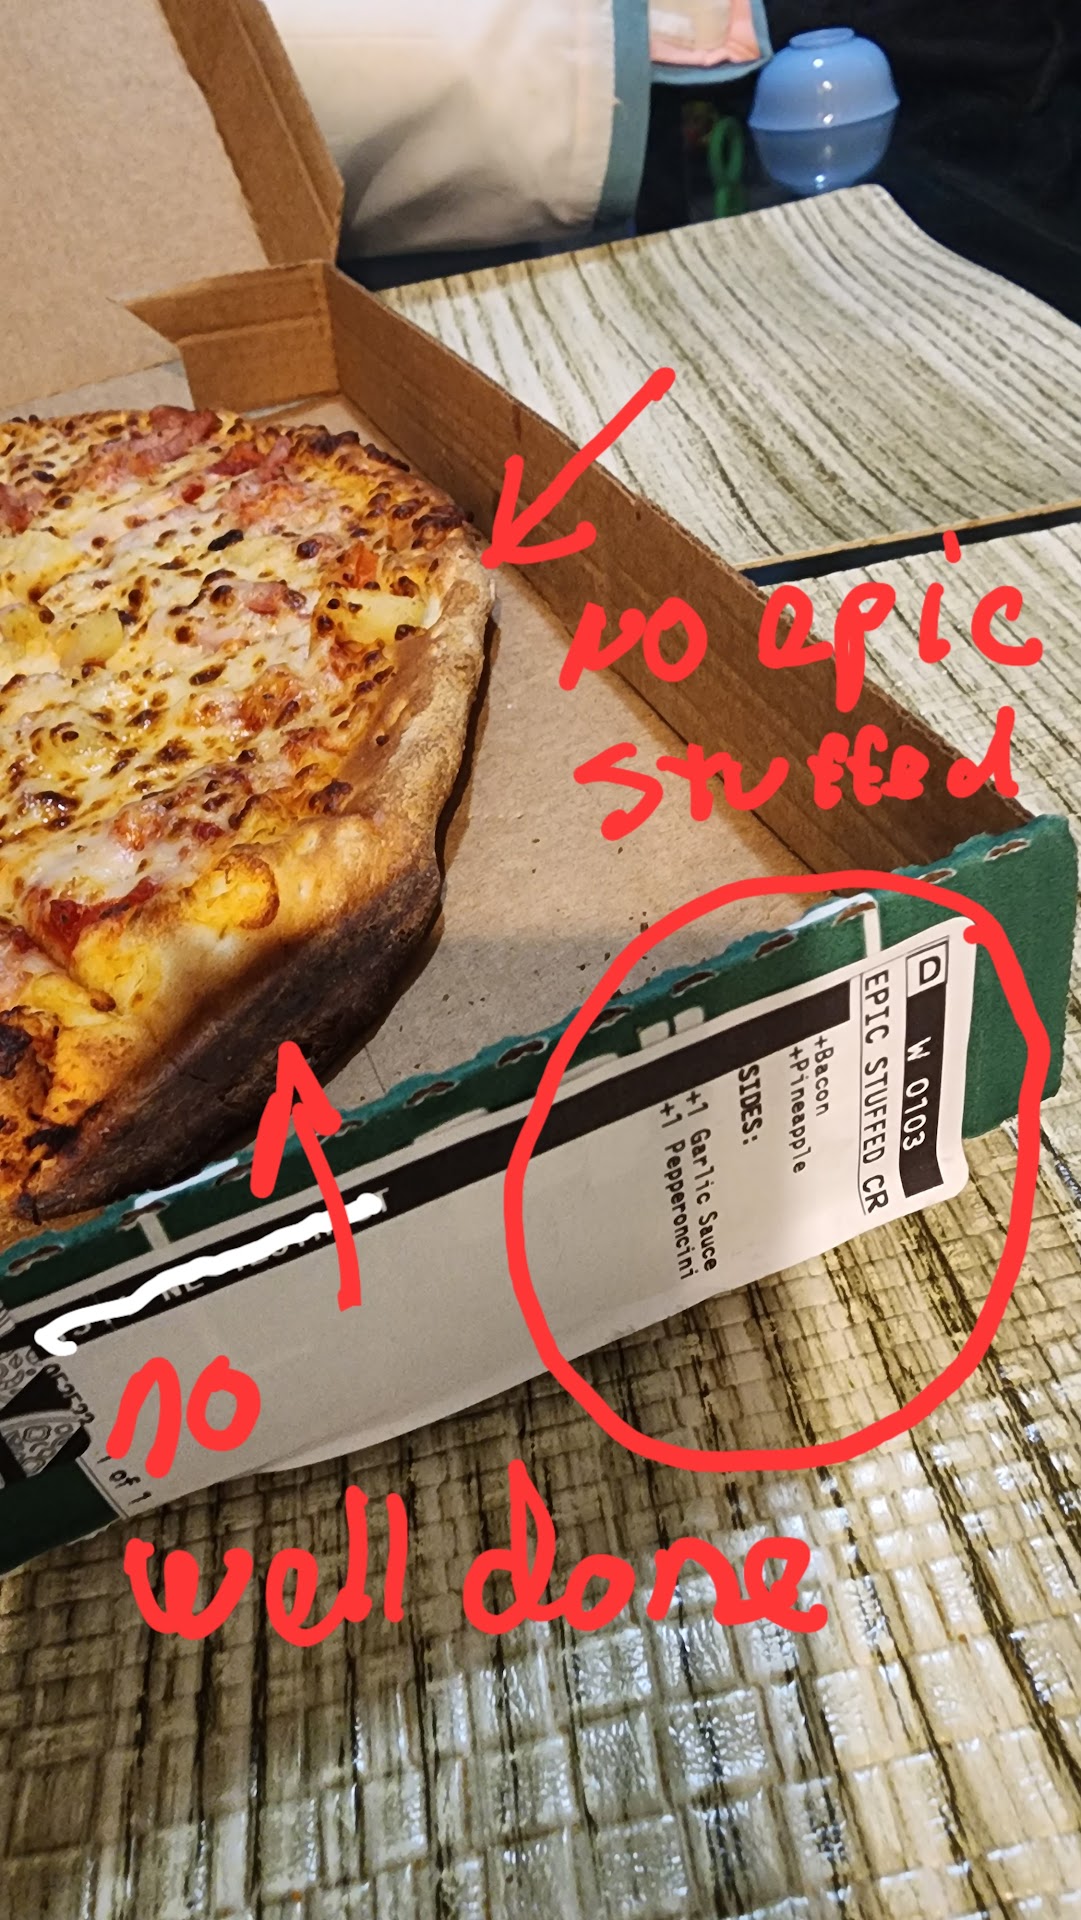 No epic
stuffed
D W 0103
EPIC STUFFED CR
+Bacon
+Pineapple
SIDES:
+1 Garlic Sauce
+1 Pepperoncini
1 of 1
no
well done